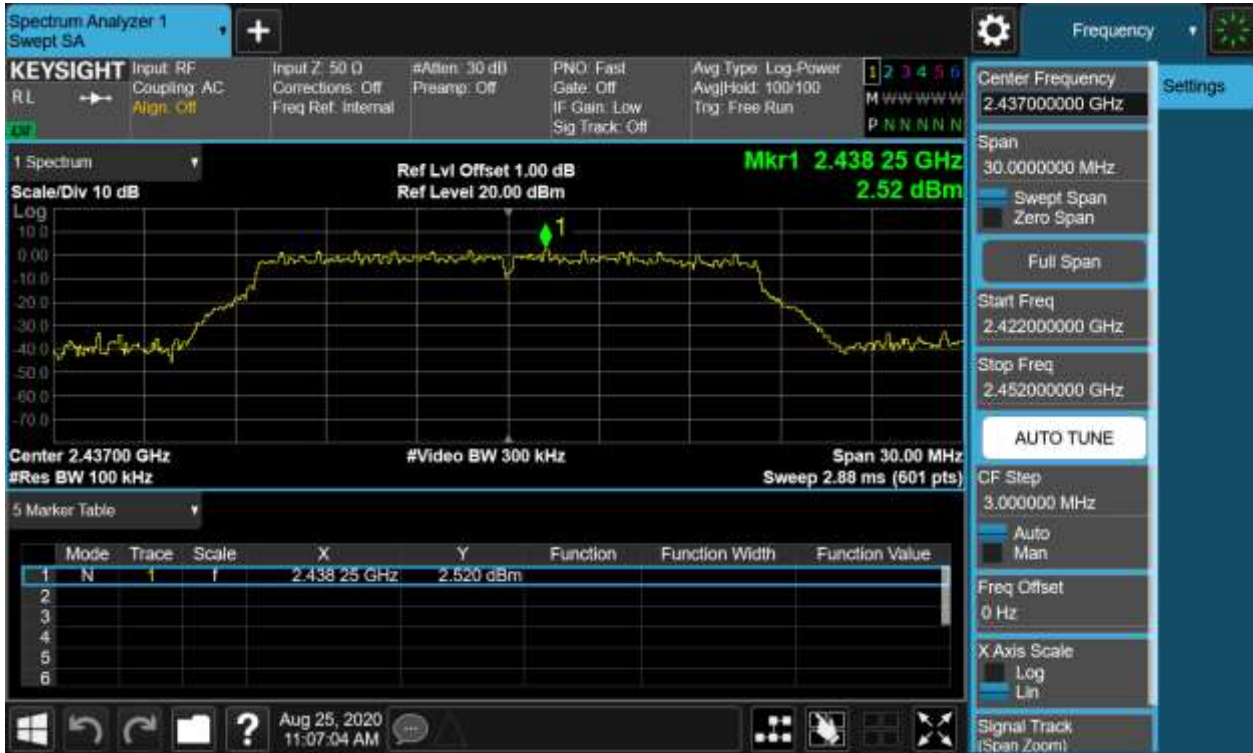 Spectrum Analyzer 1
Swept SA
+
Frequency
KEYSIGHT
RL
Input: RF
Coupling: AC
Align: Off
Input Z: 50 Ω
Corrections: Off
Freq Ref: Internal
#Atten: 30 dB
Preamp: Off
PNO: Fast
Gate: Off
IF Gain: Low
Sig Track: Off
Avg Type: Log-Power
Avg|Hold: 100/100
Trig: Free Run
1 2 3 4 5 6
M W W W W W
P N N N N N
1 Spectrum
Scale/Div 10 dB
Ref Lvl Offset 1.00 dB
Ref Level 20.00 dBm
Mkr1 2.438 25 GHz
2.52 dBm
Log
10.0
0.00
-10.0
-20.0
-30.0
-40.0
-50.0
-60.0
-70.0
1
Center 2.43700 GHz
#Video BW 300 kHz
Span 30.00 MHz
#Res BW 100 kHz
Sweep 2.88 ms (601 pts)
5 Marker Table
Mode Trace Scale X Y Function Function Width Function Value
1 N 1 f 2.438 25 GHz 2.520 dBm
2
3
4
5
6
?
Aug 25, 2020
11:07:04 AM
Center Frequency
2.437000000 GHz
Span
30.0000000 MHz
Swept Span
Zero Span
Full Span
Start Freq
2.422000000 GHz
Stop Freq
2.452000000 GHz
AUTO TUNE
CF Step
3.000000 MHz
Auto
Man
Freq Offset
0 Hz
X Axis Scale
Log
Lin
Signal Track
(Span Zoom)
Settings